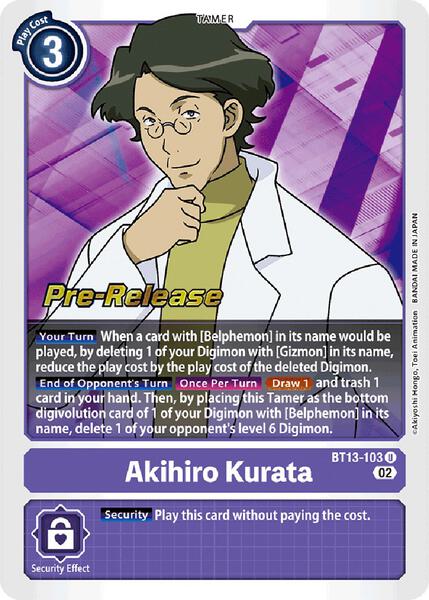 TAMER
Play Cost
3
Pre-Release
Your Turn When a card with [Belphemon] in its name would be
played, by deleting 1 of your Digimon with [Gizmon] in its name,
reduce the play cost by the play cost of the deleted Digimon.
End of Opponent's Turn Once Per Turn Draw 1 and trash 1
card in your hand. Then, by placing this Tamer as the bottom
digivolution card of 1 of your Digimon with [Belphemon] in its
name, delete 1 of your opponent's level 6 Digimon.
©Akiyoshi Hongo, Toei Animation BANDAI MADE IN JAPAN
BT13-103 U
Akihiro Kurata
02
Security Play this card without paying the cost.
Security Effect